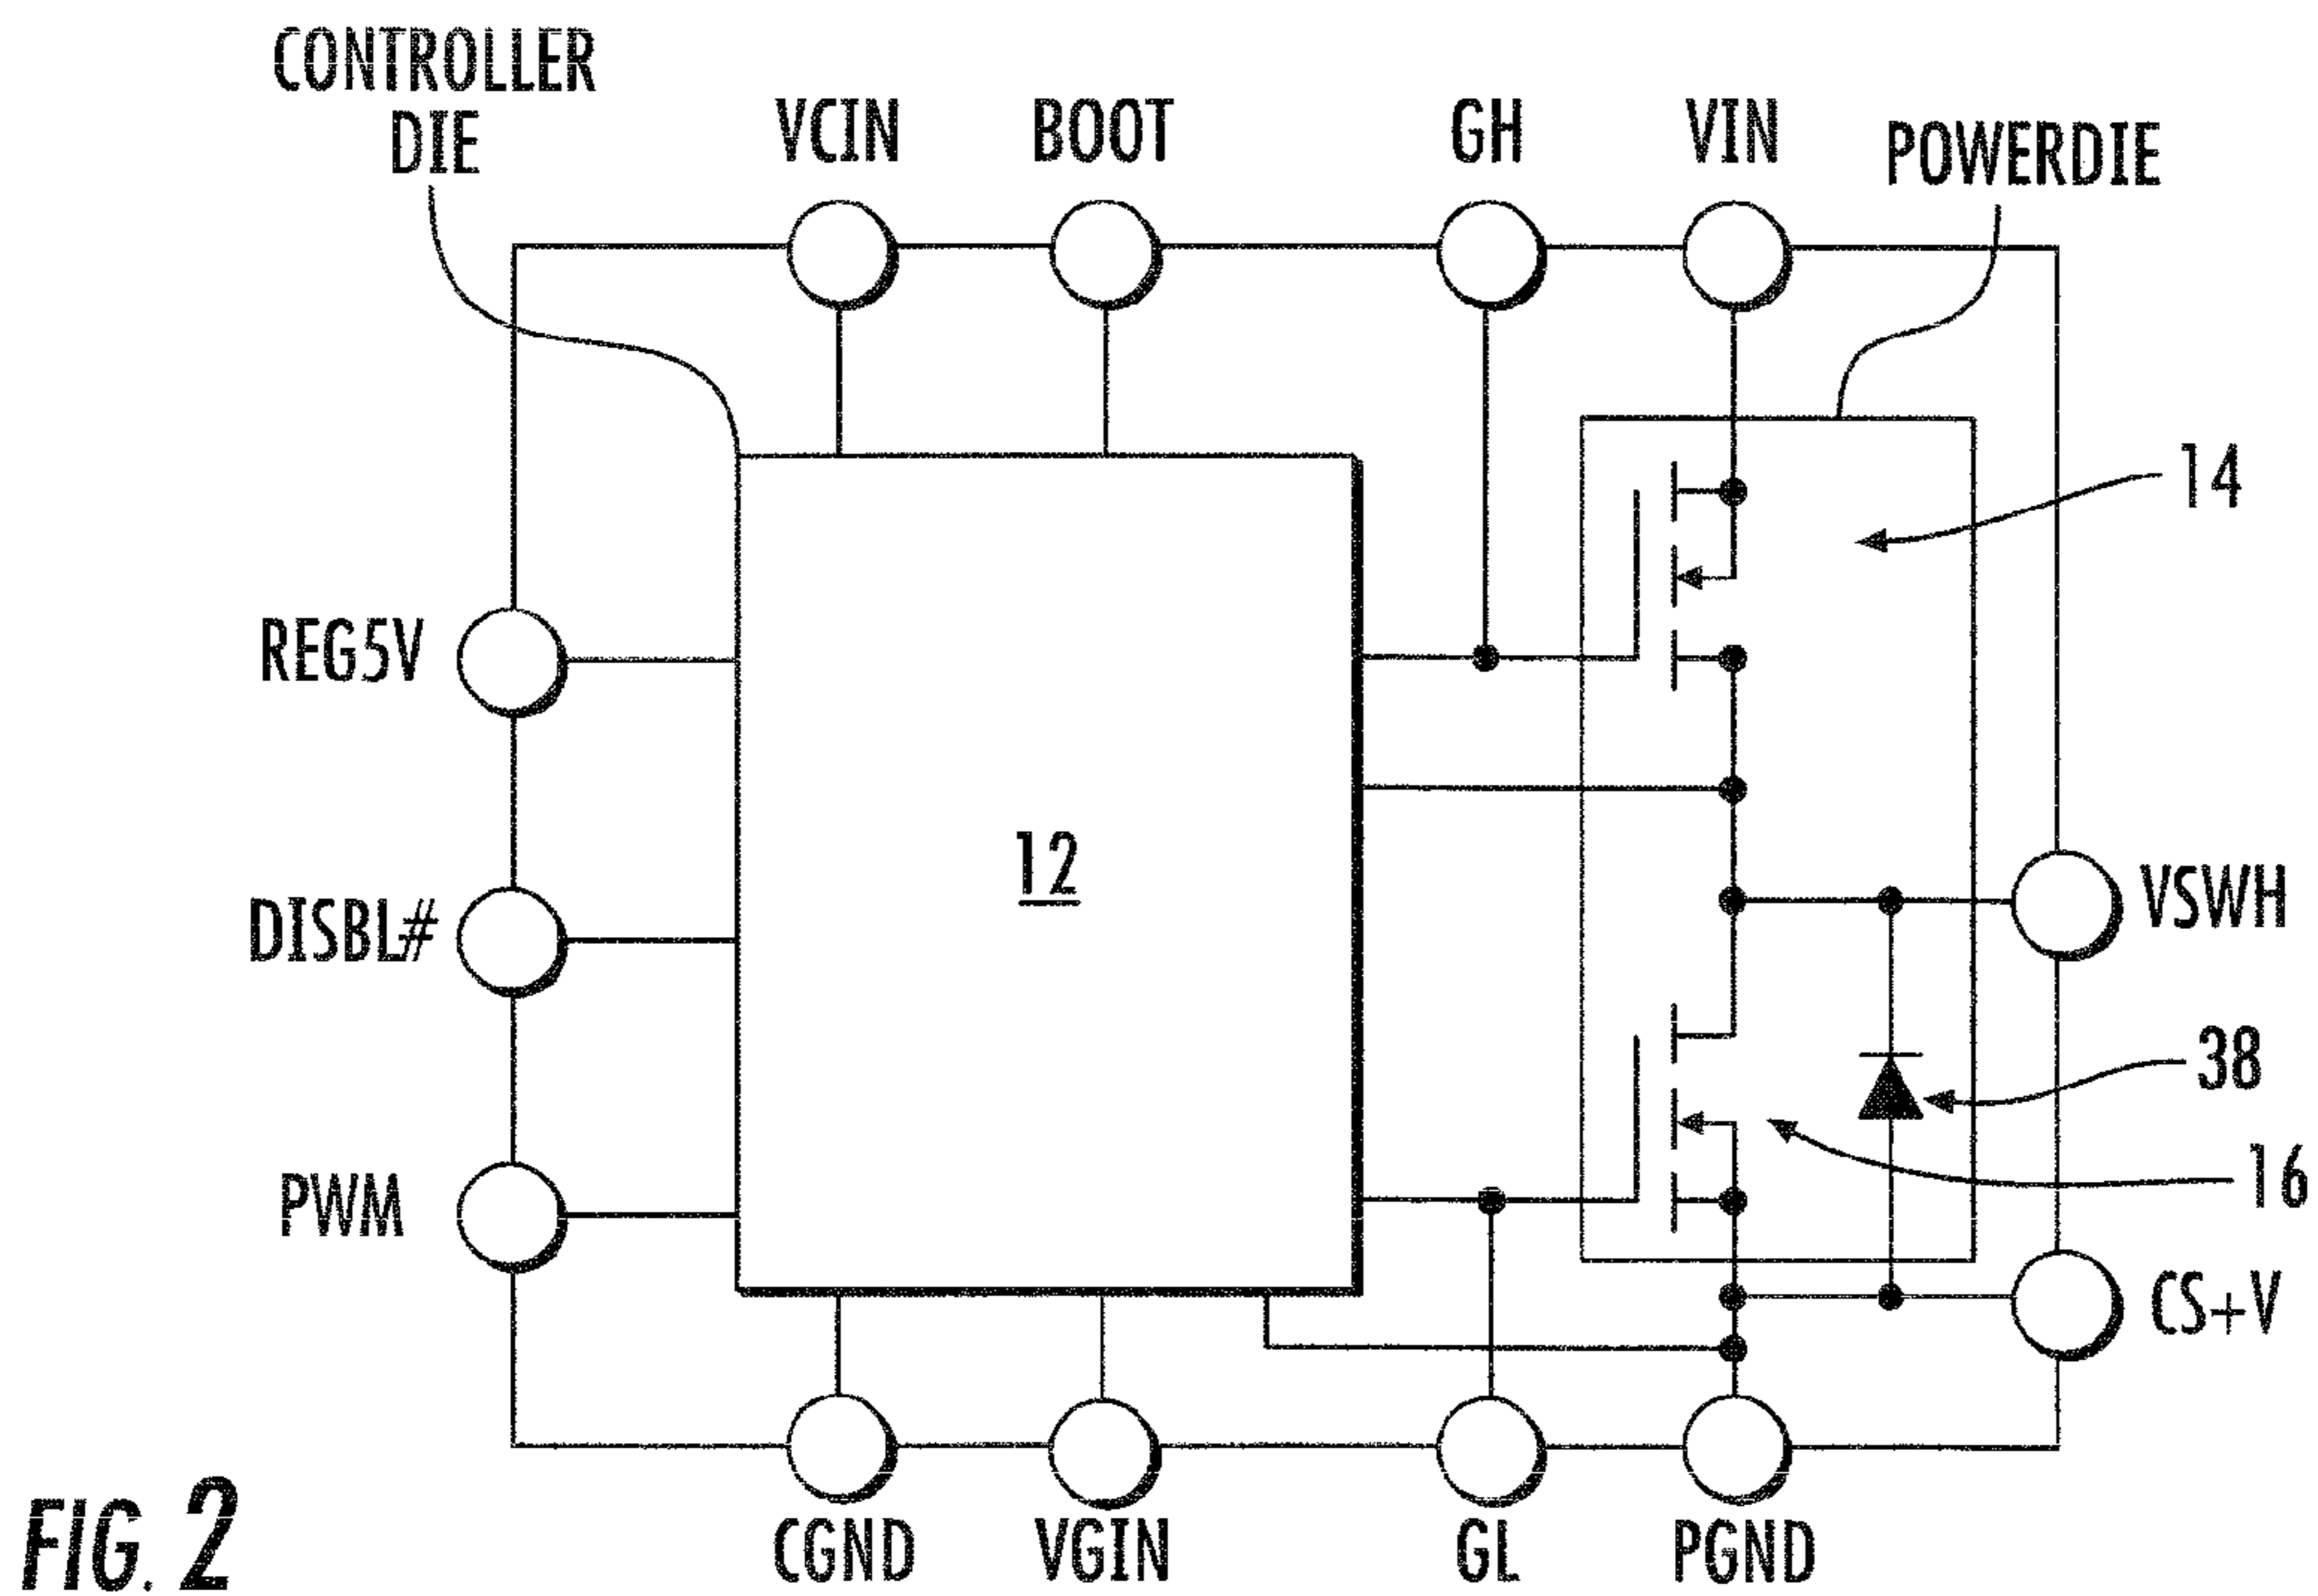 CONTROLLER
DIE
VCIN
BOOT
GH
VIN
POWERDIE
14
REG5V
12
DISBL#
VSWH
38
PWM
16
CS+V
CGND
VGIN
GL
PGND
FIG. 2